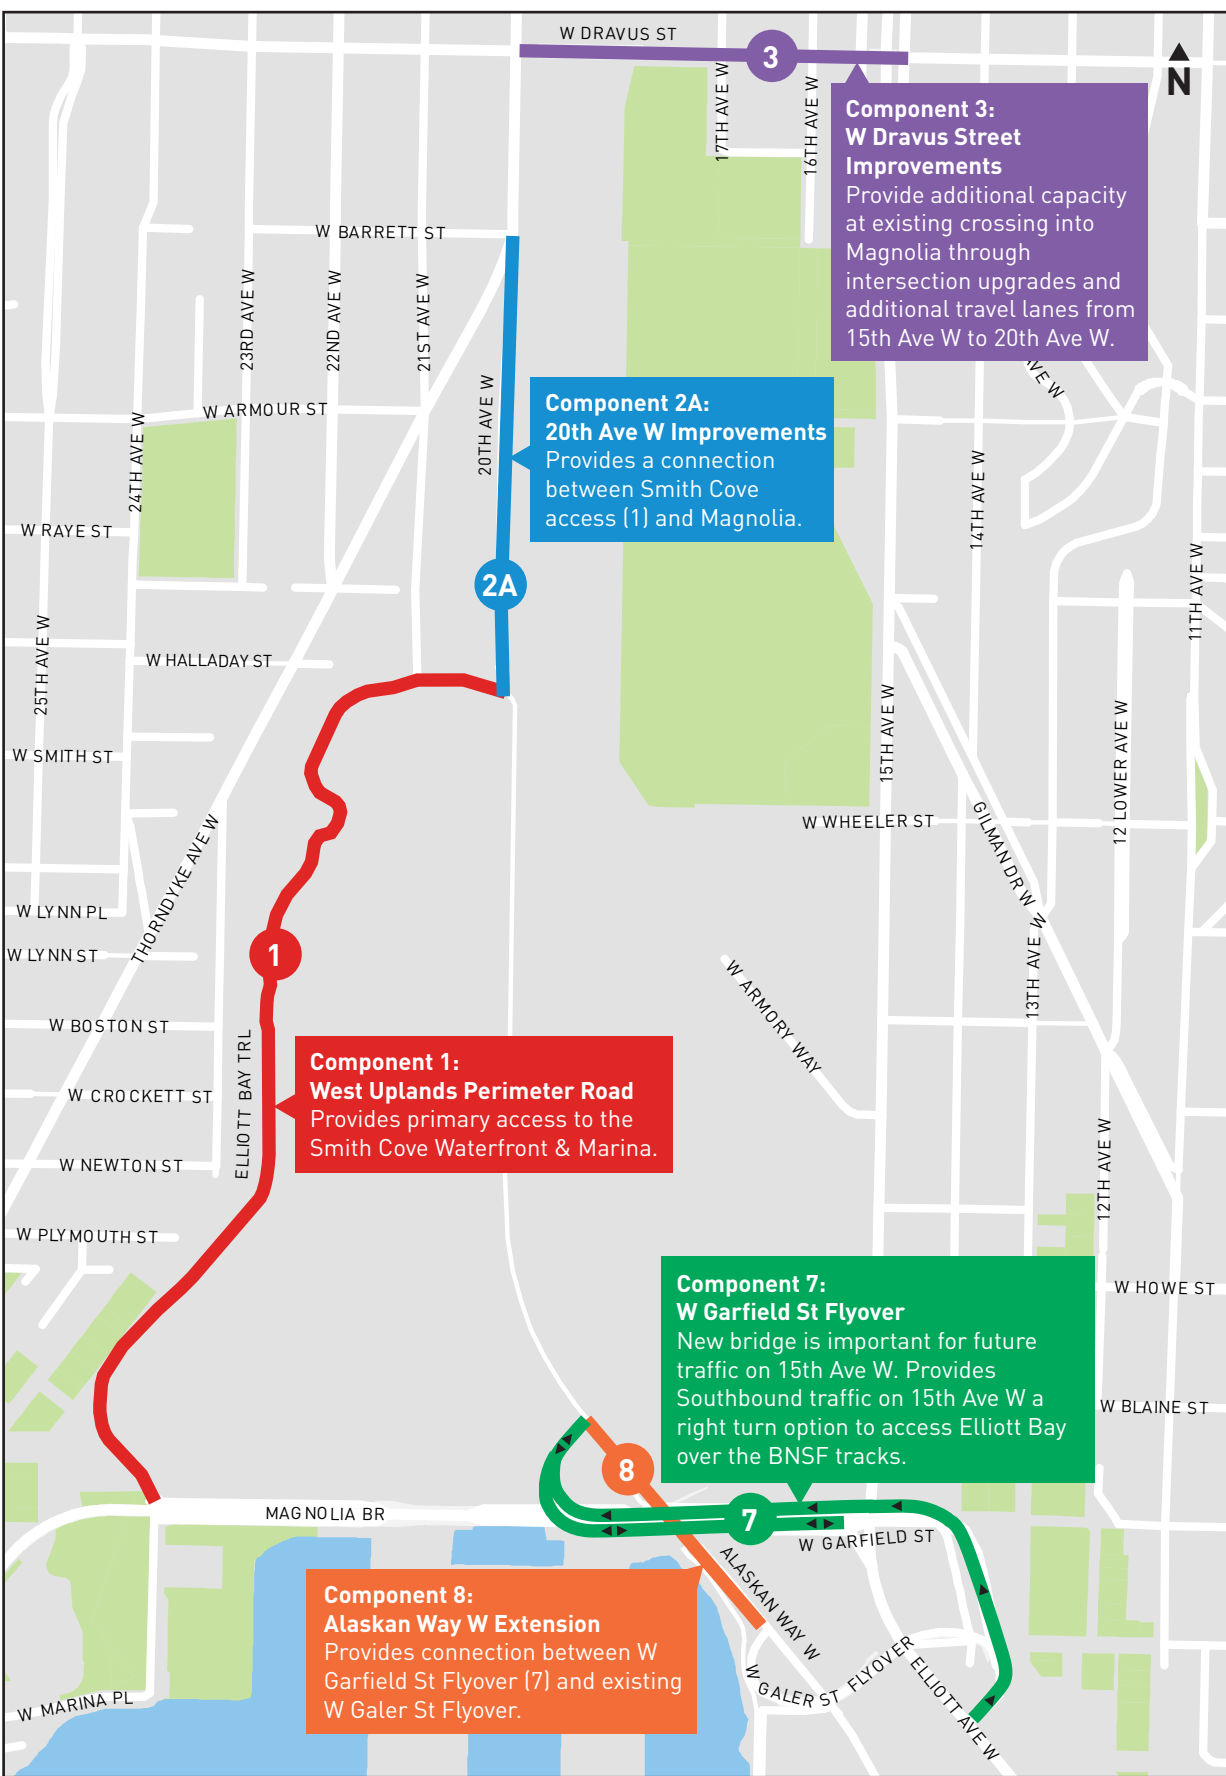 W DRAVUS ST
3
N
17TH AVE W
16TH AVE W
Component 3:
W Dravus Street
Improvements
Provide additional capacity
at existing crossing into
Magnolia through
intersection upgrades and
additional travel lanes from
15th Ave W to 20th Ave W.
W BARRETT ST
23RD AVE W
22ND AVE W
21ST AVE W
20TH AVE W
AVE W
W ARMOUR ST
24TH AVE W
Component 2A:
20th Ave W Improvements
Provides a connection
between Smith Cove
access (1) and Magnolia.
14TH AVE W
W RAYE ST
11TH AVE W
2A
25TH AVE W
W HALLADAY ST
15TH AVE W
12 LOWER AVE W
W SMITH ST
THORNDYKE AVE W
W WHEELER ST
GILMAN DR W
W LYNN PL
W LYNN ST
1
13TH AVE W
W ARMORY WAY
W BOSTON ST
ELLIOTT BAY TRL
Component 1:
West Uplands Perimeter Road
Provides primary access to the
Smith Cove Waterfront & Marina.
W CROCKETT ST
W NEWTON ST
12TH AVE W
W PLYMOUTH ST
Component 7:
W Garfield St Flyover
New bridge is important for future
traffic on 15th Ave W. Provides
Southbound traffic on 15th Ave W a
right turn option to access Elliott Bay
over the BNSF tracks.
W HOWE ST
W BLAINE ST
8
MAGNOLIA BR
7
W GARFIELD ST
ALASKAN WAY W
Component 8:
Alaskan Way W Extension
Provides connection between W
Garfield St Flyover (7) and existing
W Galer St Flyover.
W GALER ST FLYOVER
ELLIOTT AVE W
W MARINA PL